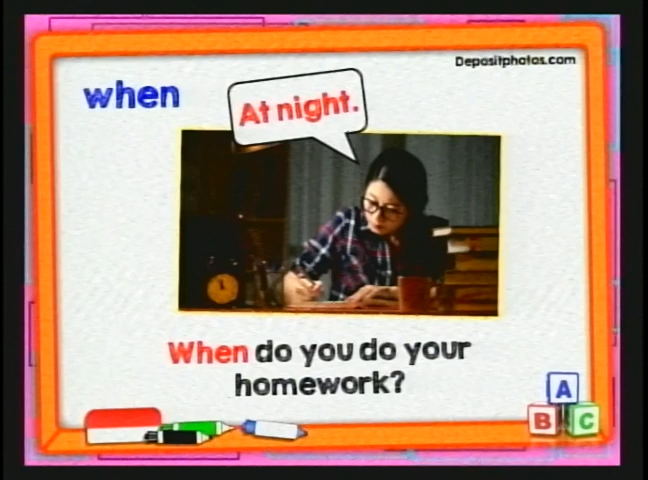 Depositphotos.com
when
At night.
When do you do your
homework?
A
B C